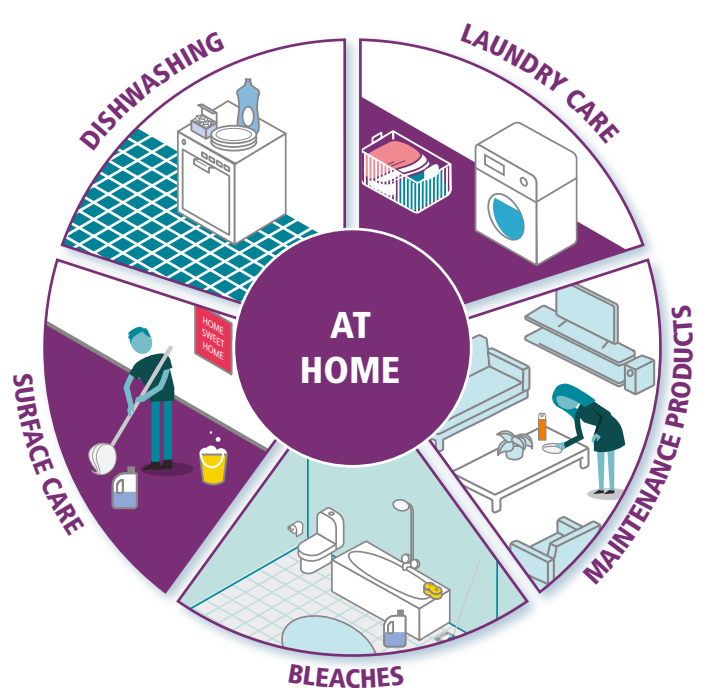 DISHWASHING
LAUNDRY CARE
HOME
SWEET
HOME
AT
HOME
SURFACE CARE
MAINTENANCE PRODUCTS
BLEACHES